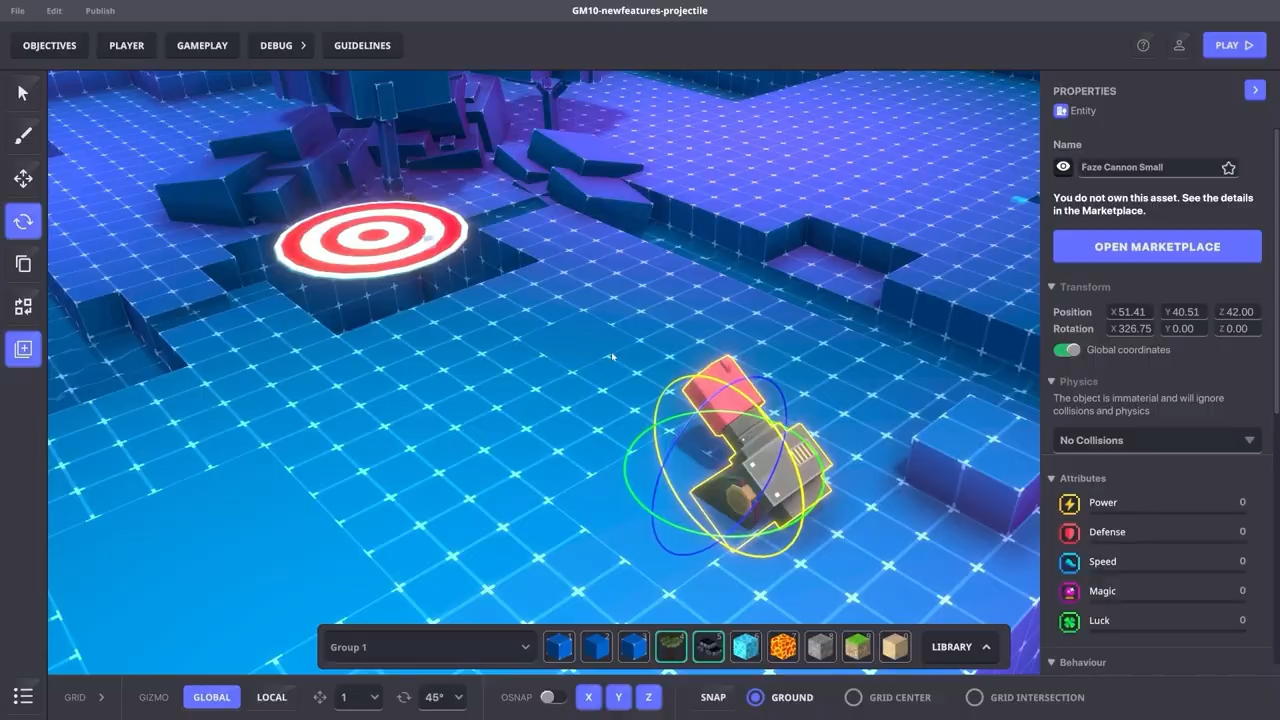 File Edit Publish
GM10-newfeatures-projectile
OBJECTIVES PLAYER GAMEPLAY DEBUG GUIDELINES
PLAY
PROPERTIES
Entity
Name
Faze Cannon Small
You do not own this asset. See the details
in the Marketplace.
OPEN MARKETPLACE
Transform
Position X 51.41 Y 40.51 Z 42.00
Rotation X 326.75 Y 0.00 Z 0.00
Global coordinates
Physics
The object is immaterial and will ignore
collisions and physics
No Collisions
Attributes
Power 0
Defense 0
Speed 0
Magic 0
Luck 0
Behaviour
Group 1
LIBRARY
GRID GIZMO GLOBAL LOCAL 1 45° OSNAP X Y Z SNAP GROUND GRID CENTER GRID INTERSECTION